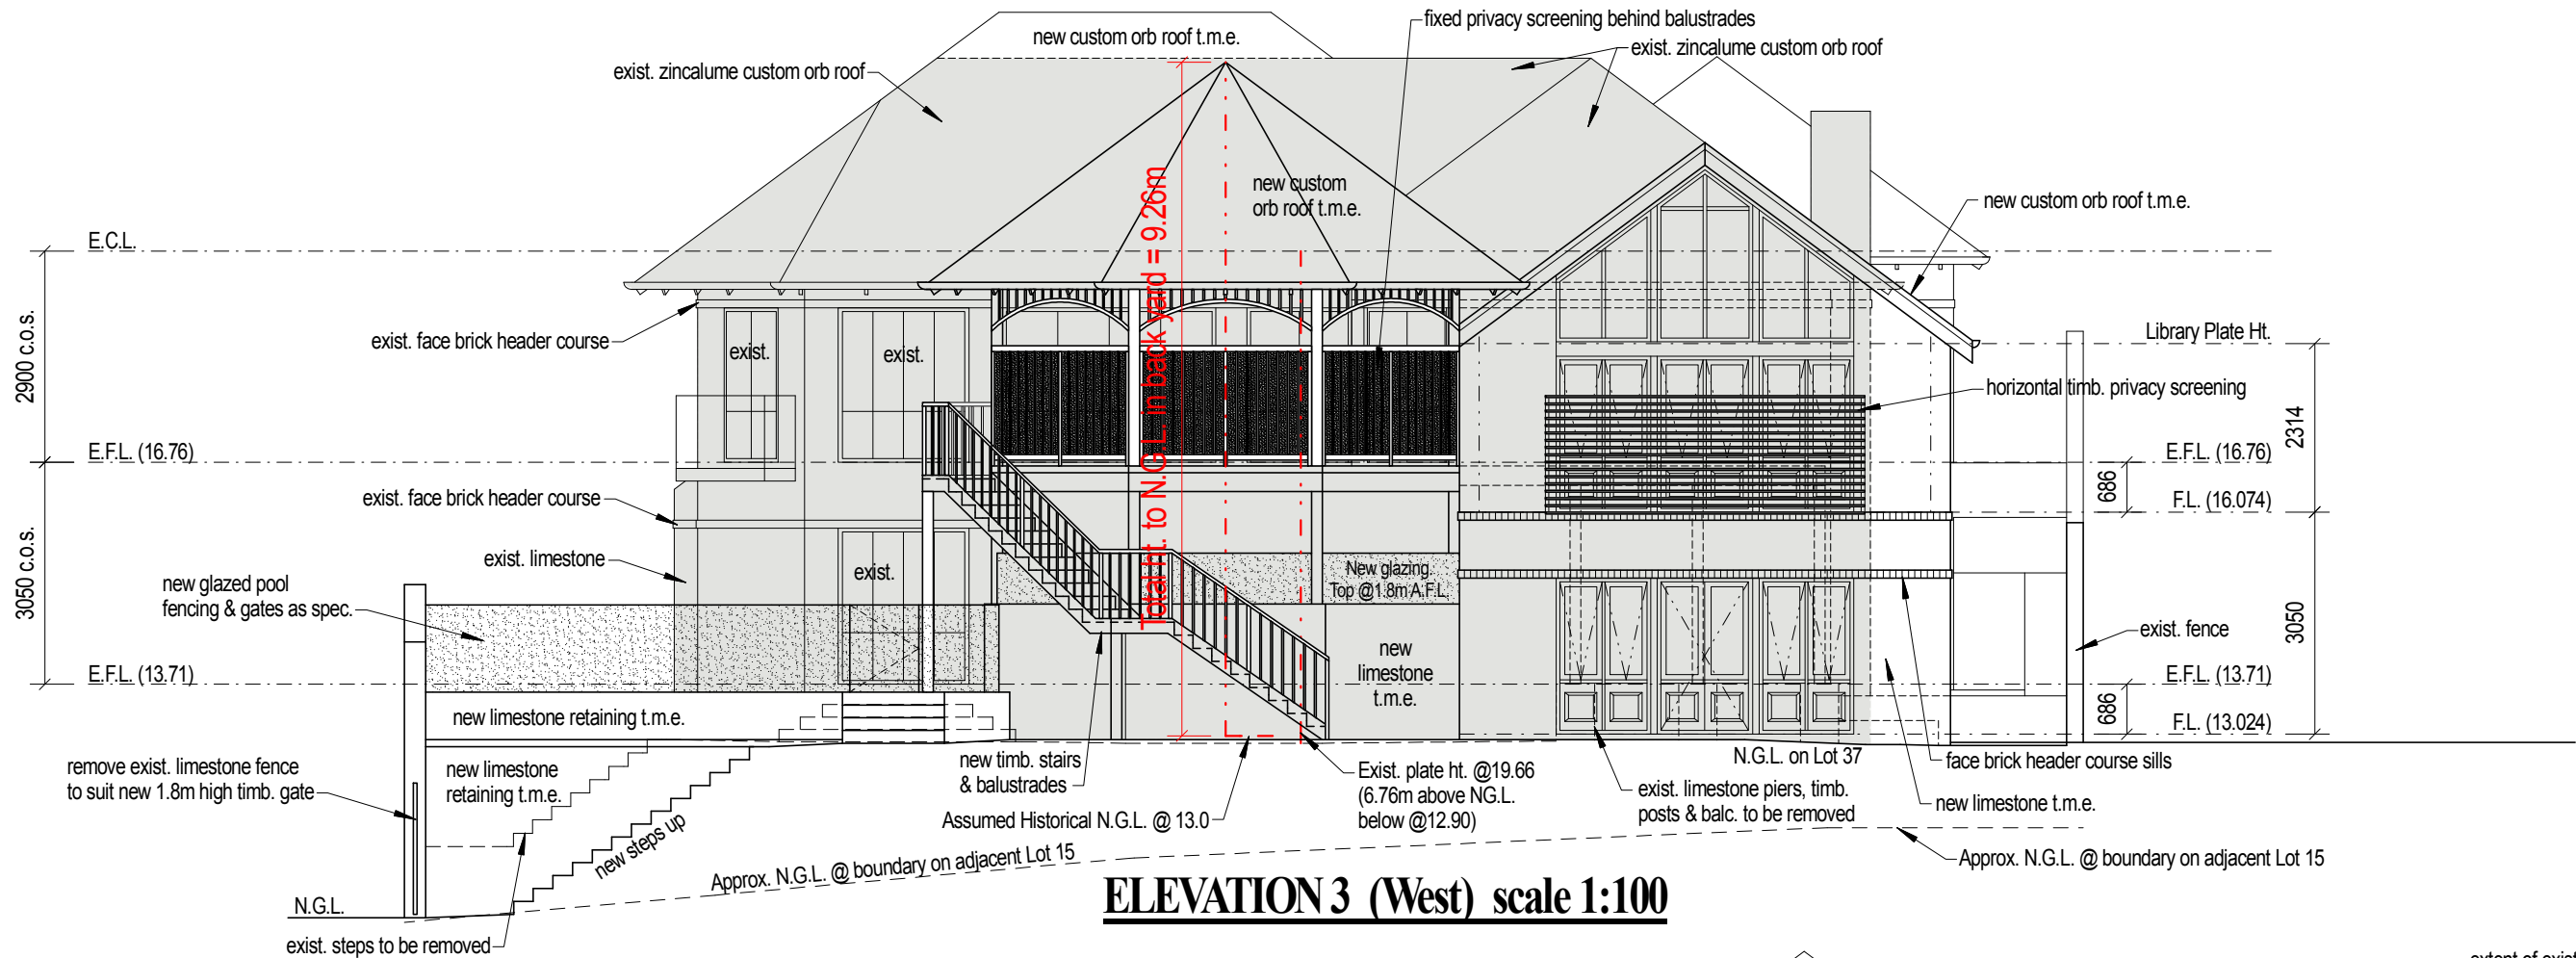 fixed privacy screening behind balustrades
new custom orb roof t.m.e.
exist. zincalume custom orb roof
exist. zincalume custom orb roof
new custom
orb roof t.m.e.
new custom orb roof t.m.e.
Total ht. to N.G.L. in back yard = 9.26m
E.C.L.
2900 c.o.s.
exist. face brick header course
exist.
exist.
Library Plate Ht.
horizontal timb. privacy screening
2314
E.F.L. (16.76)
E.F.L. (16.76)
686
F.L. (16.074)
exist. face brick header course
3050 c.o.s.
exist. limestone
exist.
new glazed pool
fencing & gates as spec.
New glazing.
Top @1.8m A.F.L.
3050
exist. fence
new
limestone
t.m.e.
E.F.L. (13.71)
E.F.L. (13.71)
686
F.L. (13.024)
new limestone retaining t.m.e.
remove exist. limestone fence
to suit new 1.8m high timb. gate
new limestone
retaining t.m.e.
new steps up
new timb. stairs
& balustrades
Assumed Historical N.G.L. @ 13.0
Exist. plate ht. @19.66
(6.76m above NG.L.
below @12.90)
N.G.L. on Lot 37
exist. limestone piers, timb.
posts & balc. to be removed
face brick header course sills
new limestone t.m.e.
Approx. N.G.L. @ boundary on adjacent Lot 15
Approx. N.G.L. @ boundary on adjacent Lot 15
N.G.L.
exist. steps to be removed
ELEVATION 3 (West) scale 1:100